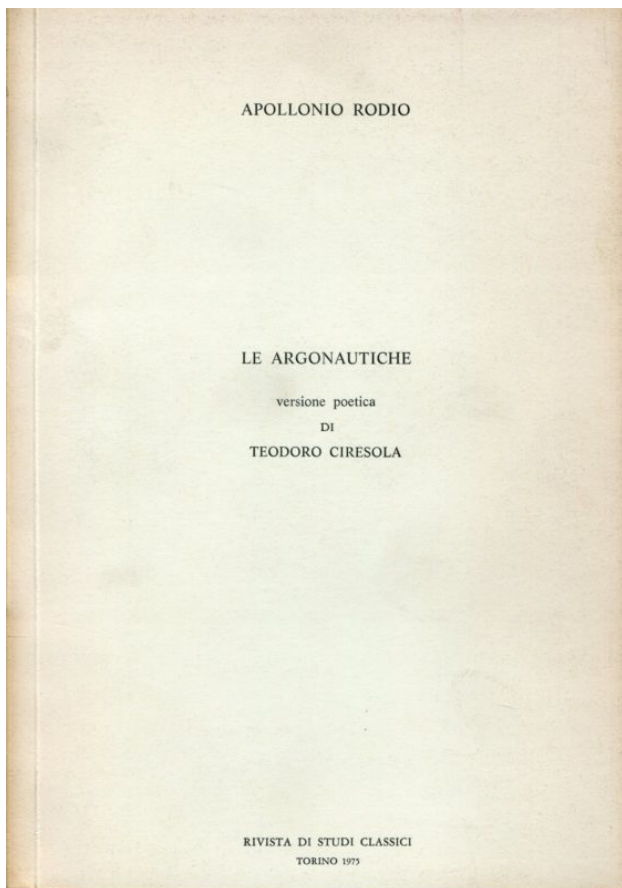 APOLLONIO RODIO
LE ARGONAUTICHE
versione poetica
DI
TEODORO CIRESOLA
RIVISTA DI STUDI CLASSICI
TORINO 1975